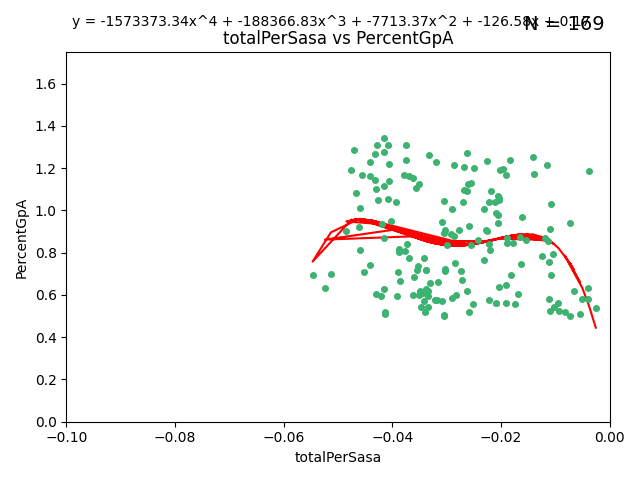 y = -1573373.34x^4 + -188366.83x^3 + -7713.37x^2 + -126.58x + 0.17
N = 169
totalPerSasa vs PercentGpA
PercentGpA
1.6
1.4
1.2
1.0
0.8
0.6
0.4
0.2
0.0
−0.10 −0.08 −0.06 −0.04 −0.02 0.00
totalPerSasa